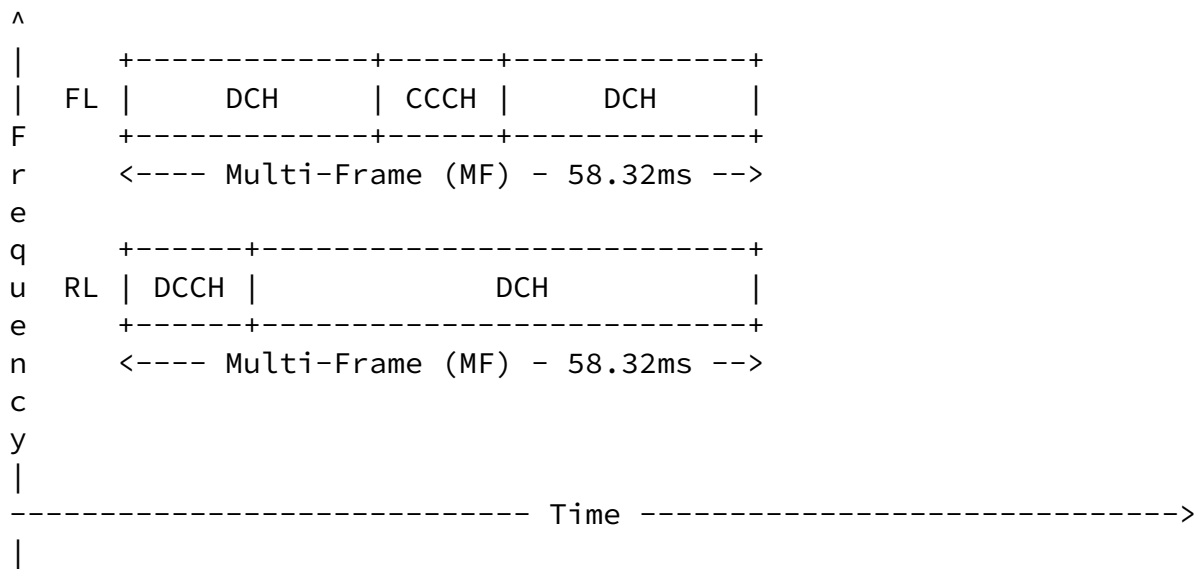 ^
|      +-------------+------+-------------+
|  FL  |     DCH     | CCCH |     DCH     |
F      +-------------+------+-------------+
r      <---- Multi-Frame (MF) - 58.32ms -->
e
q      +------+---------------------------+
u  RL  | DCCH |             DCH           |
e      +------+---------------------------+
n      <---- Multi-Frame (MF) - 58.32ms -->
c
y
|
----------------------------- Time ------------------------------>
|